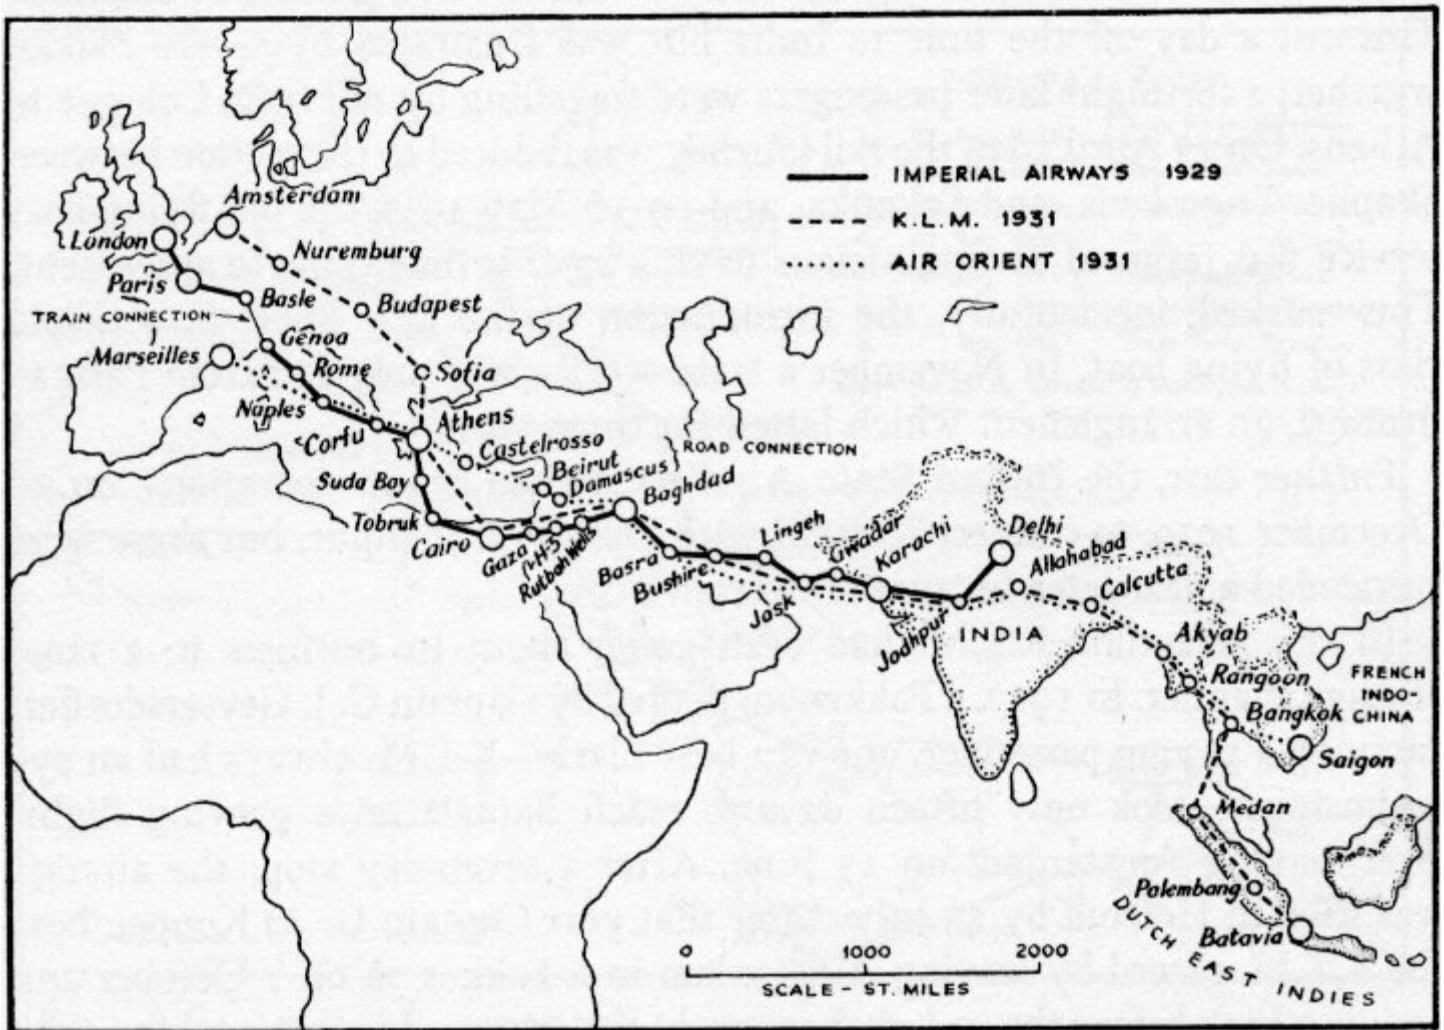 IMPERIAL AIRWAYS 1929
K.L.M. 1931
AIR ORIENT 1931
Amsterdam
London
Nuremburg
Paris
Basle
Budapest
TRAIN CONNECTION
Genoa
Marseilles
Rome
Sofia
Naples
Athens
Corfu
Castelrosso
ROAD CONNECTION
Beirut
Damascus
Suda Bay
Baghdad
Tobruk
Cairo
Gaza
Rutbah Wells
Basra
Bushire
Lingeh
Jask
Gwadar
Karachi
Delhi
Jodhpur
Allahabad
Calcutta
INDIA
Akyab
Rangoon
FRENCH
INDO-
CHINA
Bangkok
Saigon
Medan
Palembang
Batavia
DUTCH EAST INDIES
0 1000 2000
SCALE - ST. MILES